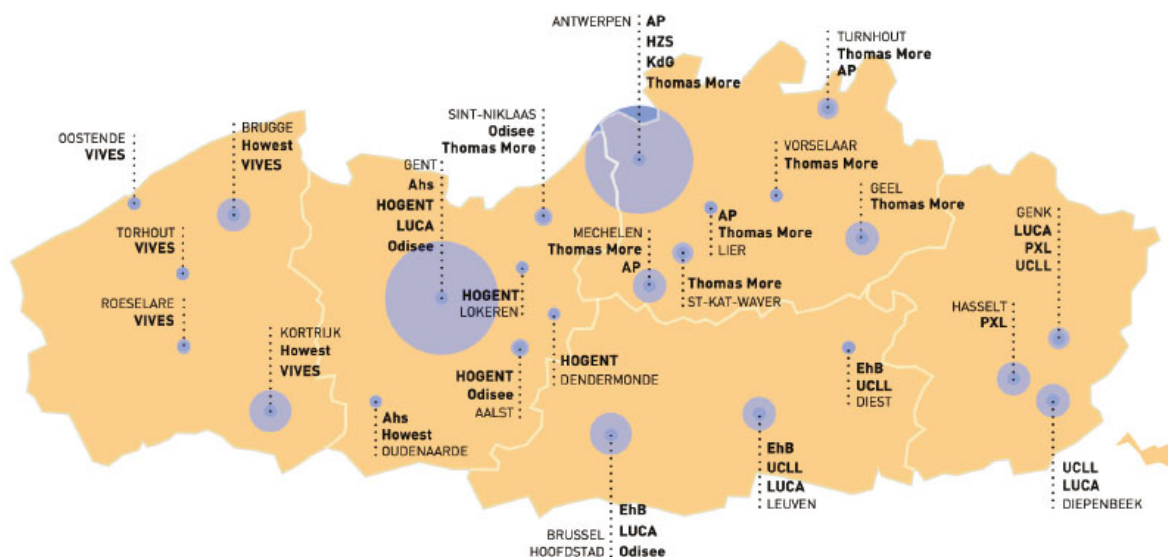 ANTWERPEN
AP
HZS
KdG
Thomas More
TURNHOUT
Thomas More
AP
SINT-NIKLAAS
Odisee
Thomas More
BRUGGE
Howest
VIVES
OOSTENDE
VIVES
GENT
Ahs
HOGENT
LUCA
Odisee
VORSELAAR
Thomas More
GEEL
Thomas More
GENK
LUCA
PXL
UCLL
TORHOUT
VIVES
MECHELEN
Thomas More
AP
AP
Thomas More
LIER
Thomas More
ST-KAT-WAVER
ROESELARE
VIVES
HOGENT
LOKEREN
HASSELT
PXL
KORTRIJK
Howest
VIVES
HOGENT
DENDERMONDE
HOGENT
Odisee
AALST
EhB
UCLL
DIEST
Ahs
Howest
OUDENAARDE
EhB
UCLL
LUCA
LEUVEN
UCLL
LUCA
DIEPENBEEK
EhB
LUCA
Odisee
BRUSSEL
HOOFDSTAD